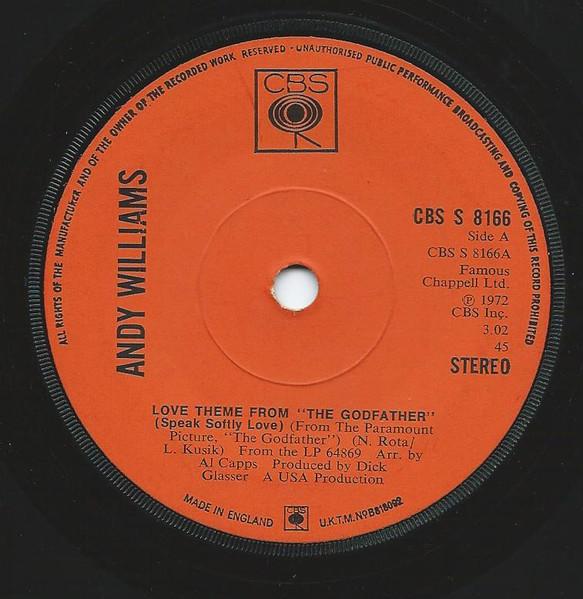 ALL RIGHTS OF THE MANUFACTURER AND OF THE OWNER OF THE RECORDED WORK RESERVED - UNAUTHORISED PUBLIC PERFORMANCE BROADCASTING AND COPYING OF THIS RECORD PROHIBITED
CBS
ANDY WILLIAMS
CBS S 8166
Side A
CBS S 8166A
Famous
Chappell Ltd.
℗ 1972
CBS Inc.
3.02
45
STEREO
LOVE THEME FROM "THE GODFATHER"
(Speak Softly Love) (From The Paramount
Picture, "The Godfather") (N. Rota/
L. Kusik) From the LP 64869 Arr. by
Al Capps Produced by Dick
Glasser A USA Production
MADE IN ENGLAND
CBS
U.K.T.M. No B818092